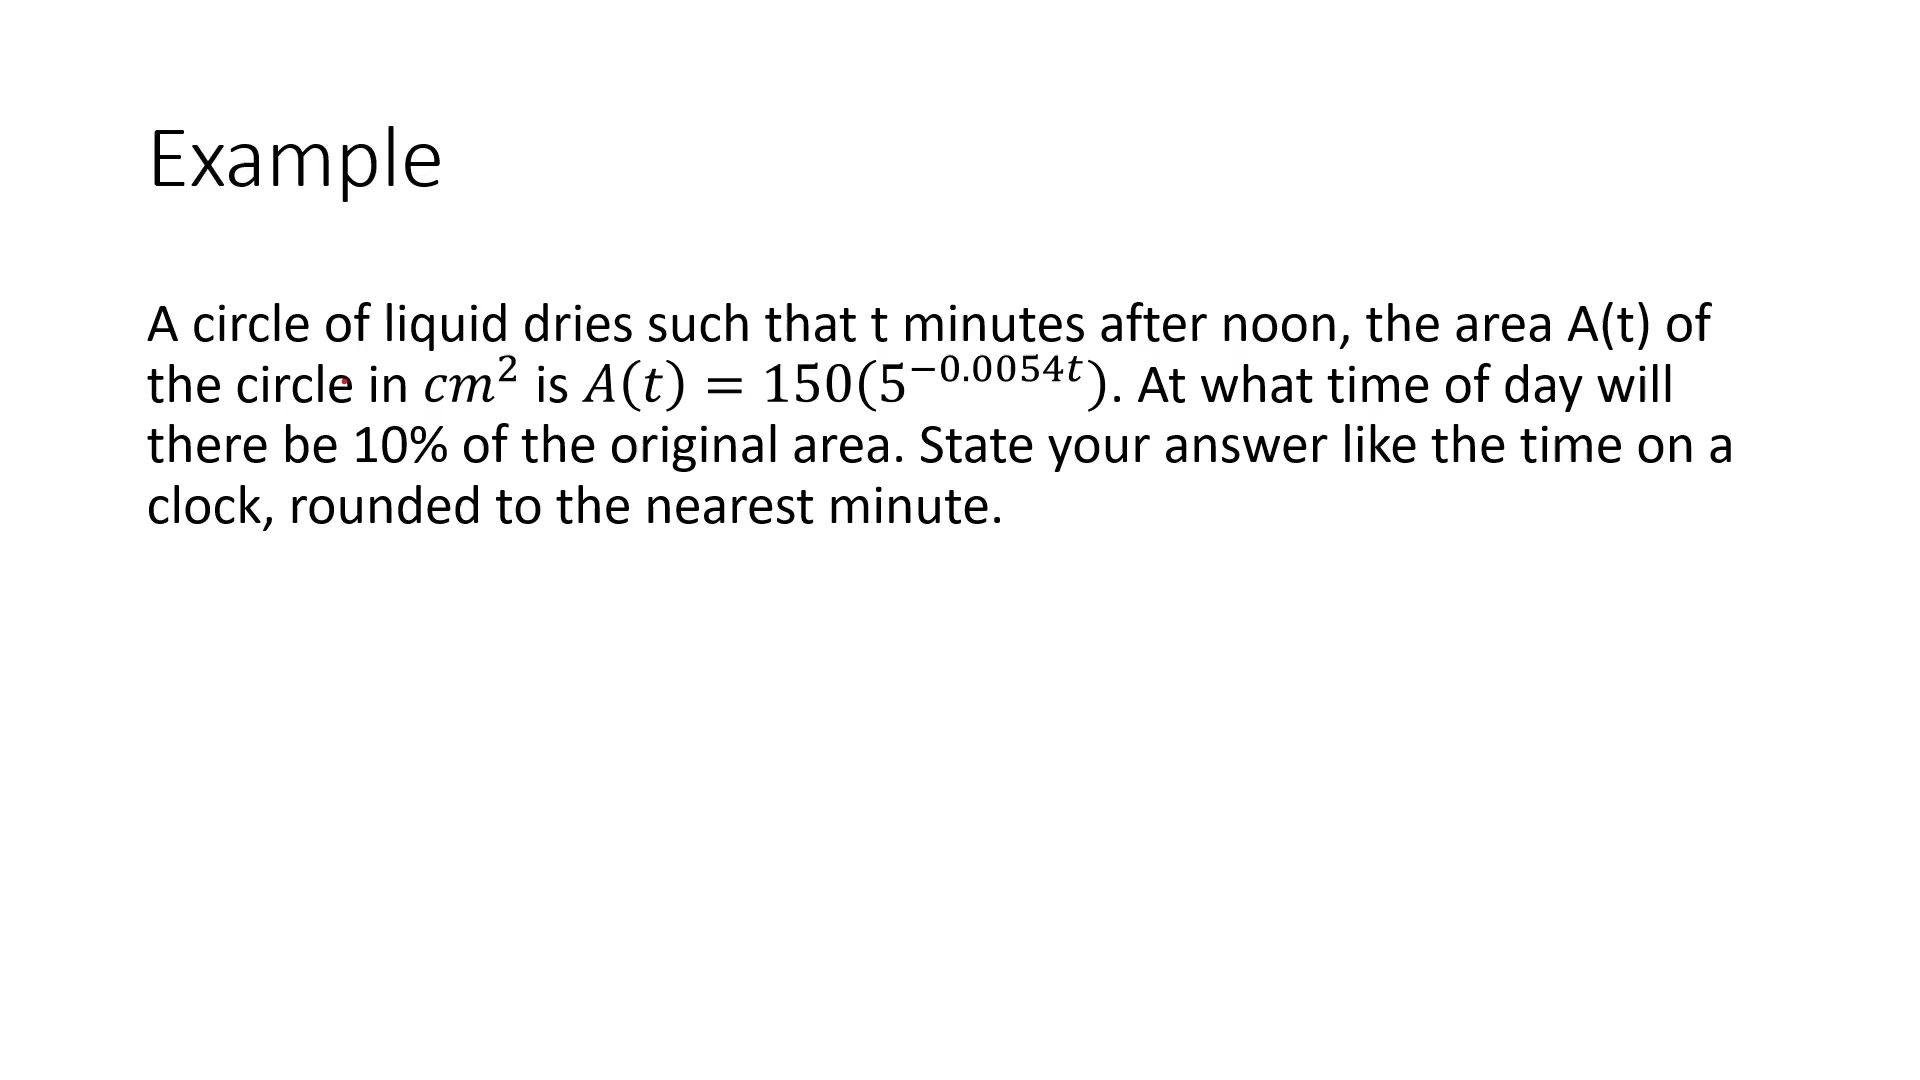 Example
A circle of liquid dries such that t minutes after noon, the area A(t) of
the circle in $cm^2$ is $A(t) = 150(5^{-0.0054t})$. At what time of day will
there be 10% of the original area. State your answer like the time on a
clock, rounded to the nearest minute.